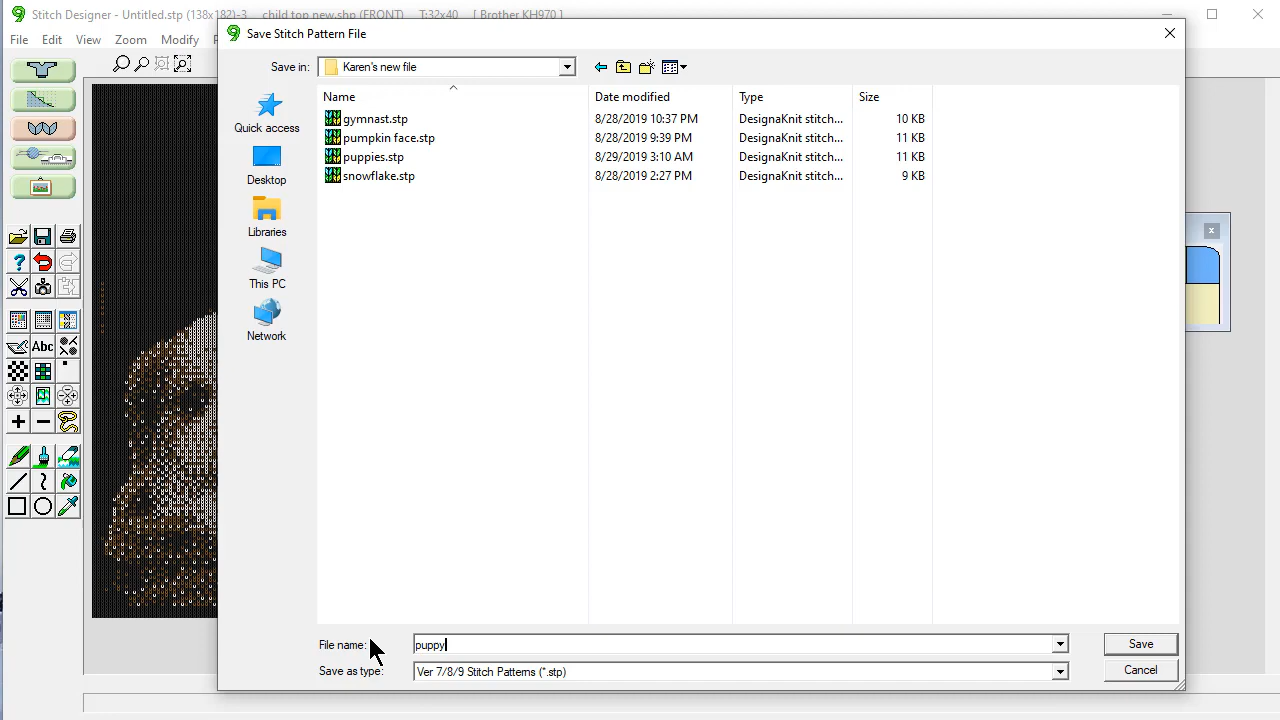 Stitch Designer - Untitled.stp (138x182)-3 child top new.shp (FRONT) T:32x40 [ Brother KH970 ]
Save Stitch Pattern File
File Edit View Zoom Modify
Save in: Karen's new file
Name Date modified Type Size
gymnast.stp 8/28/2019 10:37 PM DesignaKnit stitch... 10 KB
pumpkin face.stp 8/28/2019 9:39 PM DesignaKnit stitch... 11 KB
puppies.stp 8/29/2019 3:10 AM DesignaKnit stitch... 11 KB
snowflake.stp 8/28/2019 2:27 PM DesignaKnit stitch... 9 KB
Quick access
Desktop
Libraries
This PC
Network
Abc
File name: puppy Save
Save as type: Ver 7/8/9 Stitch Patterns (*.stp) Cancel